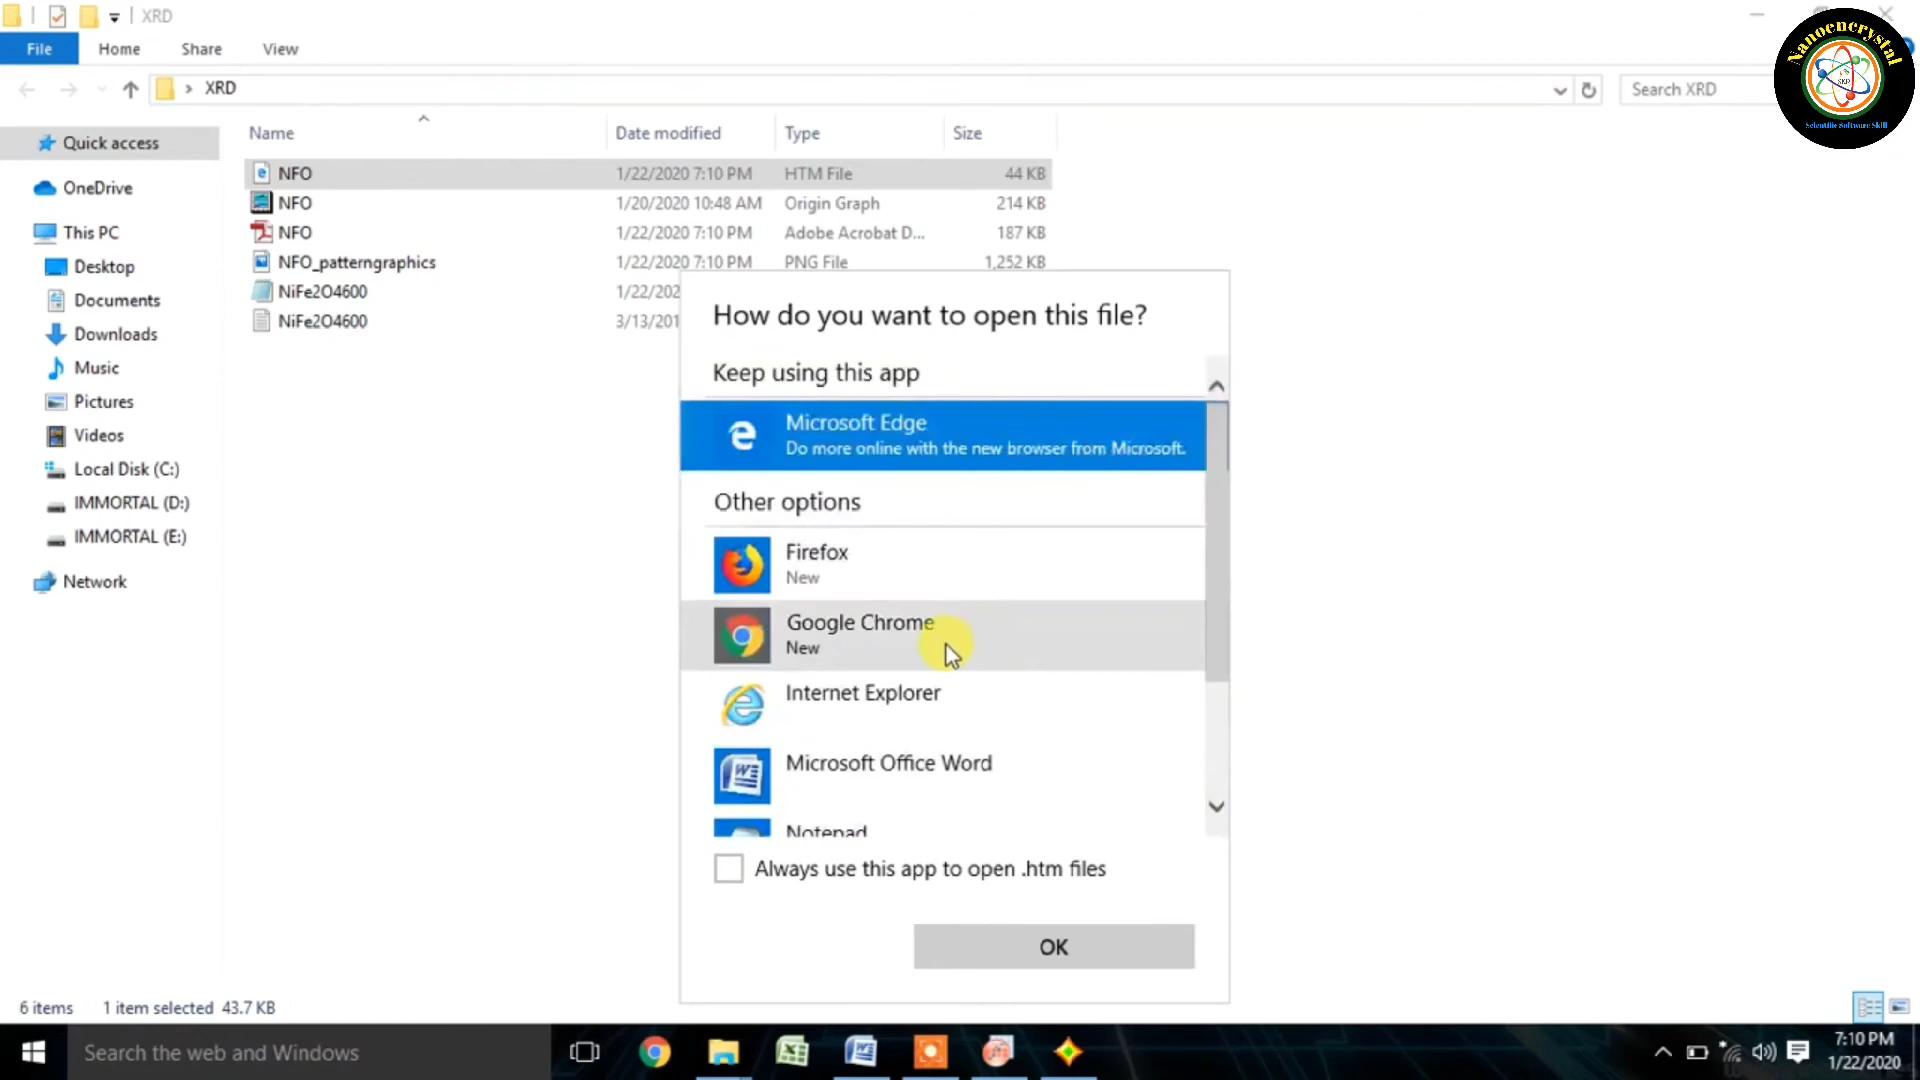 XRD
File Home Share View
XRD
Search XRD
Nanoencrystal
SKD
Scientific Software Skill
Name Date modified Type Size
Quick access
OneDrive
This PC
Desktop
Documents
Downloads
Music
Pictures
Videos
Local Disk (C:)
IMMORTAL (D:)
IMMORTAL (E:)
Network
NFO 1/22/2020 7:10 PM HTM File 44 KB
NFO 1/20/2020 10:48 AM Origin Graph 214 KB
NFO 1/22/2020 7:10 PM Adobe Acrobat D... 187 KB
NFO_patterngraphics 1/22/2020 7:10 PM PNG File 1,252 KB
NiFe2O4600 1/22/202
NiFe2O4600 3/13/201
How do you want to open this file?
Keep using this app
Microsoft Edge
Do more online with the new browser from Microsoft.
Other options
Firefox
New
Google Chrome
New
Internet Explorer
Microsoft Office Word
Notepad
Always use this app to open .htm files
OK
6 items 1 item selected 43.7 KB
Search the web and Windows
7:10 PM
1/22/2020